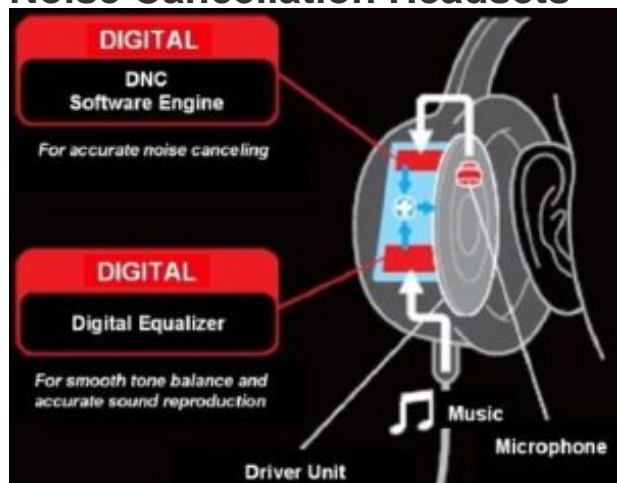 Noise Cancellation Headsets
DIGITAL
DNC
Software Engine
For accurate noise canceling
DIGITAL
Digital Equalizer
For smooth tone balance and
accurate sound reproduction
Music
Microphone
Driver Unit